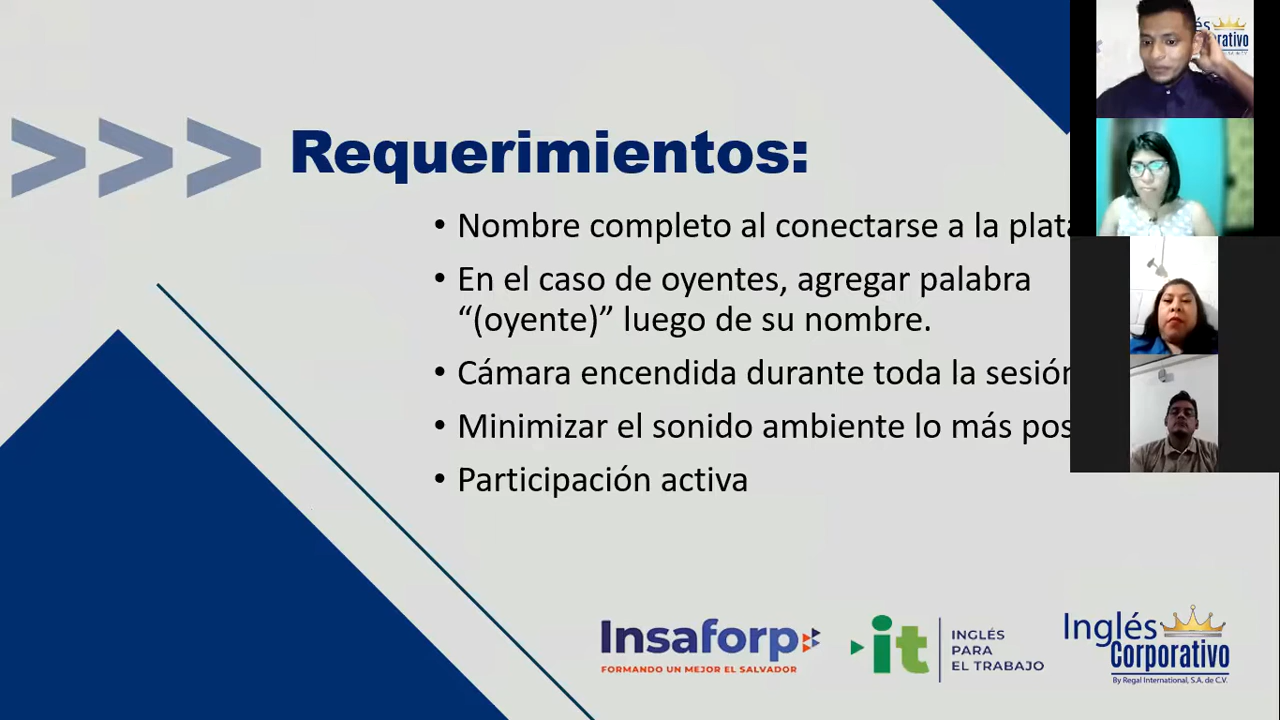 >>> Requerimientos:
• Nombre completo al conectarse a la plat
• En el caso de oyentes, agregar palabra
“(oyente)” luego de su nombre.
• Cámara encendida durante toda la sesión
• Minimizar el sonido ambiente lo más pos
• Participación activa
Insaforp
FORMANDO UN MEJOR EL SALVADOR
it
INGLÉS
PARA
EL TRABAJO
Inglés
Corporativo
By Regal International, S.A. de C.V.